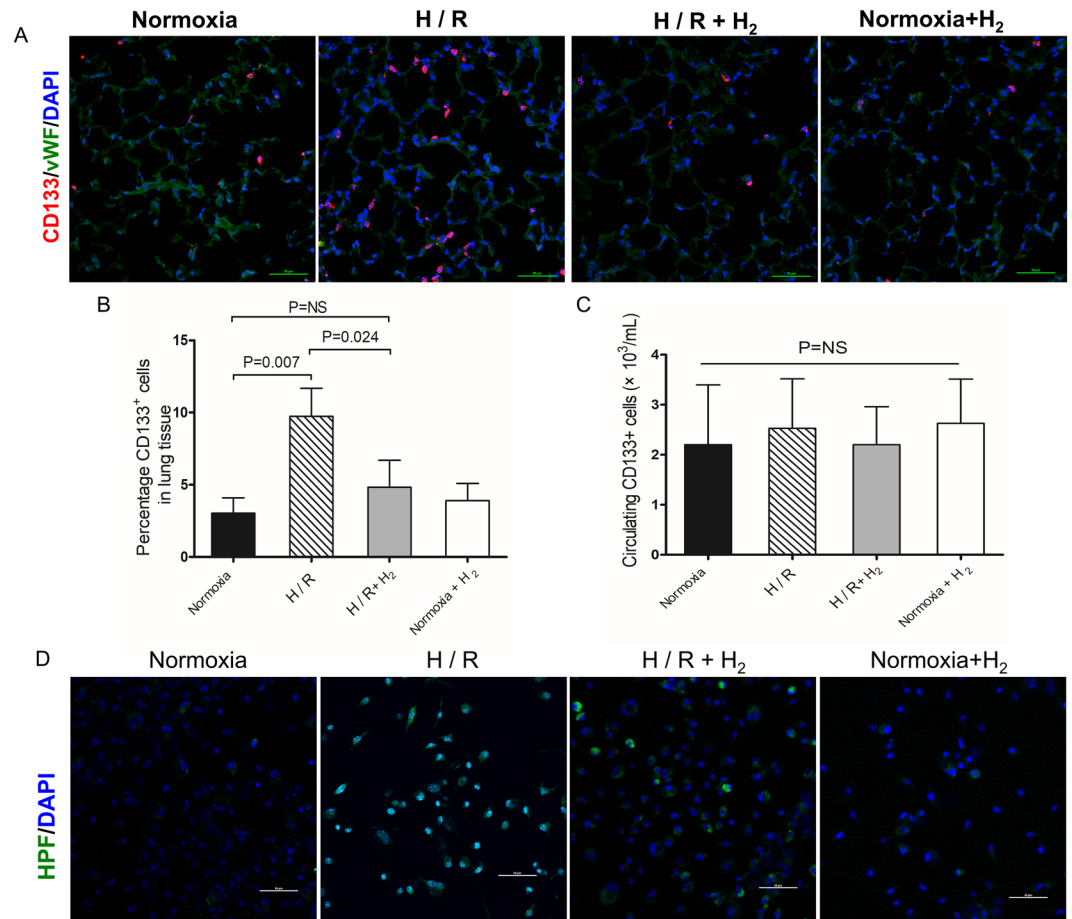 Normoxia
H / R
H / R + H₂
Normoxia+H₂
A
CD133/vWF/DAPI
B
P=NS
P=0.007
P=0.024
Percentage CD133⁺ cells
in lung tissue
15
10
5
0
Normoxia
H / R
H / R+ H₂
Normoxia + H₂
C
P=NS
Circulating CD133+ cells (× 10³/mL)
4
3
2
1
0
Normoxia
H / R
H / R+ H₂
Normoxia + H₂
D
Normoxia
H / R
H / R + H₂
Normoxia+H₂
HPF/DAPI